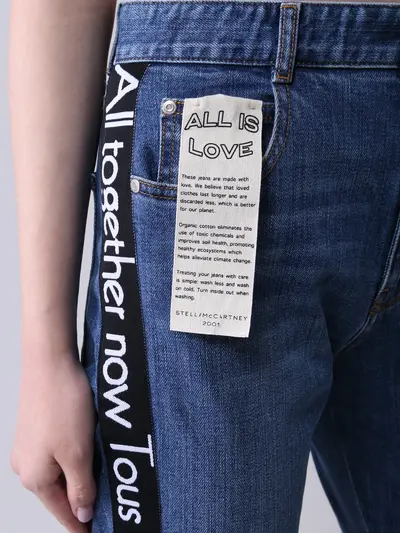 All together now Tous
ALL IS
LOVE
These jeans are made with
love. We believe that loved
clothes last longer and are
discarded less, which is better
for our planet.
Organic cotton eliminates the
use of toxic chemicals and
improves soil health, promoting
healthy ecosystems which
helps alleviate climate change.
Treating your jeans with care
is simple: wash less and wash
on cold. Turn inside out when
washing.
STELLA McCARTNEY
2001